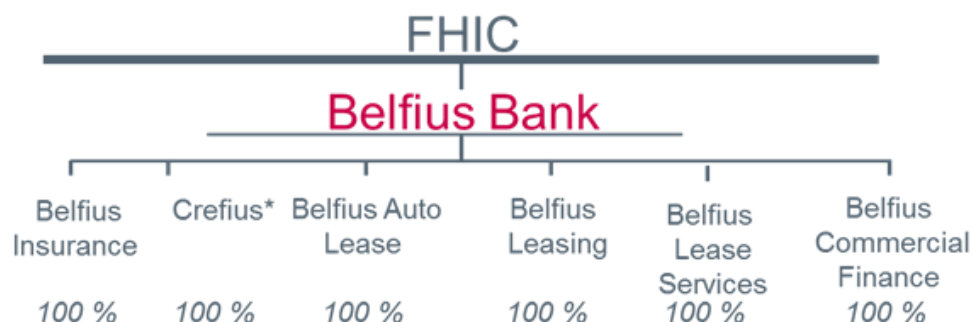 FHIC
Belfius Bank
Belfius
Insurance
100 %
Crefius*
100 %
Belfius Auto
Lease
100 %
Belfius
Leasing
100 %
Belfius
Lease
Services
100 %
Belfius
Commercial
Finance
100 %